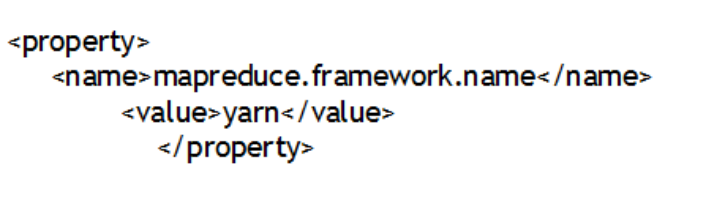 <property>
<name>mapreduce.framework.name</name>
<value>yarn</value>
</property>